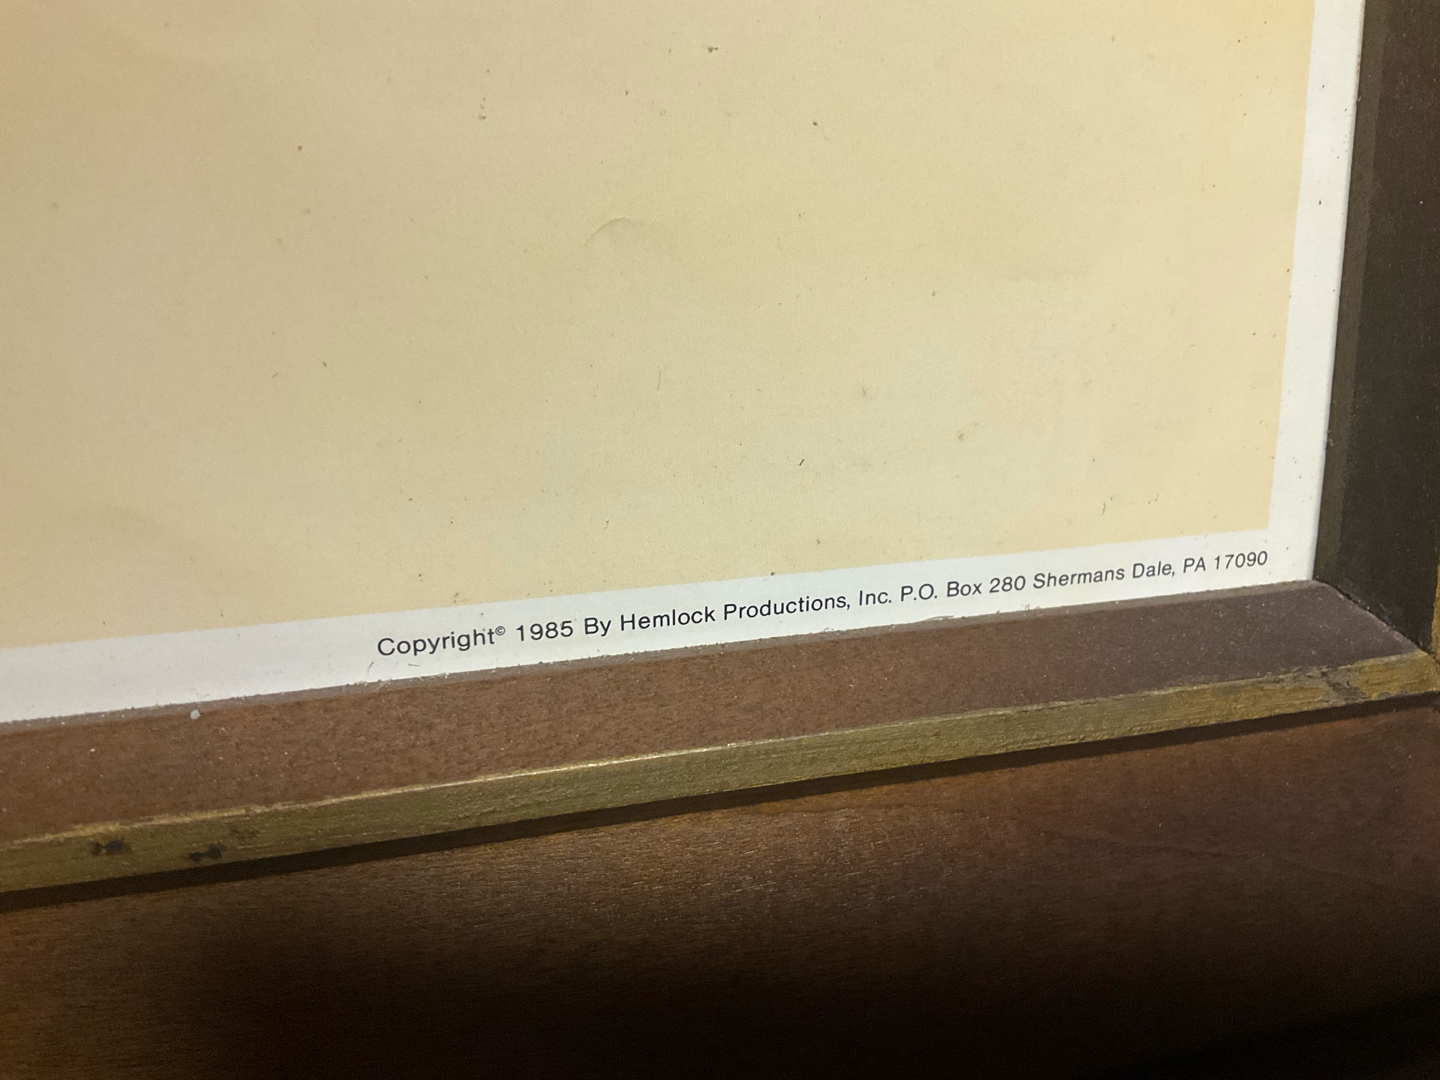 Copyright© 1985 By Hemlock Productions, Inc. P.O. Box 280 Shermans Dale, PA 17090